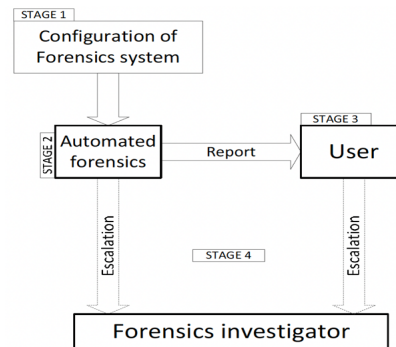 STAGE 1
Configuration of
Forensics system
STAGE 2
Automated
forensics
Report
STAGE 3
User
Escalation
STAGE 4
Escalation
Forensics investigator